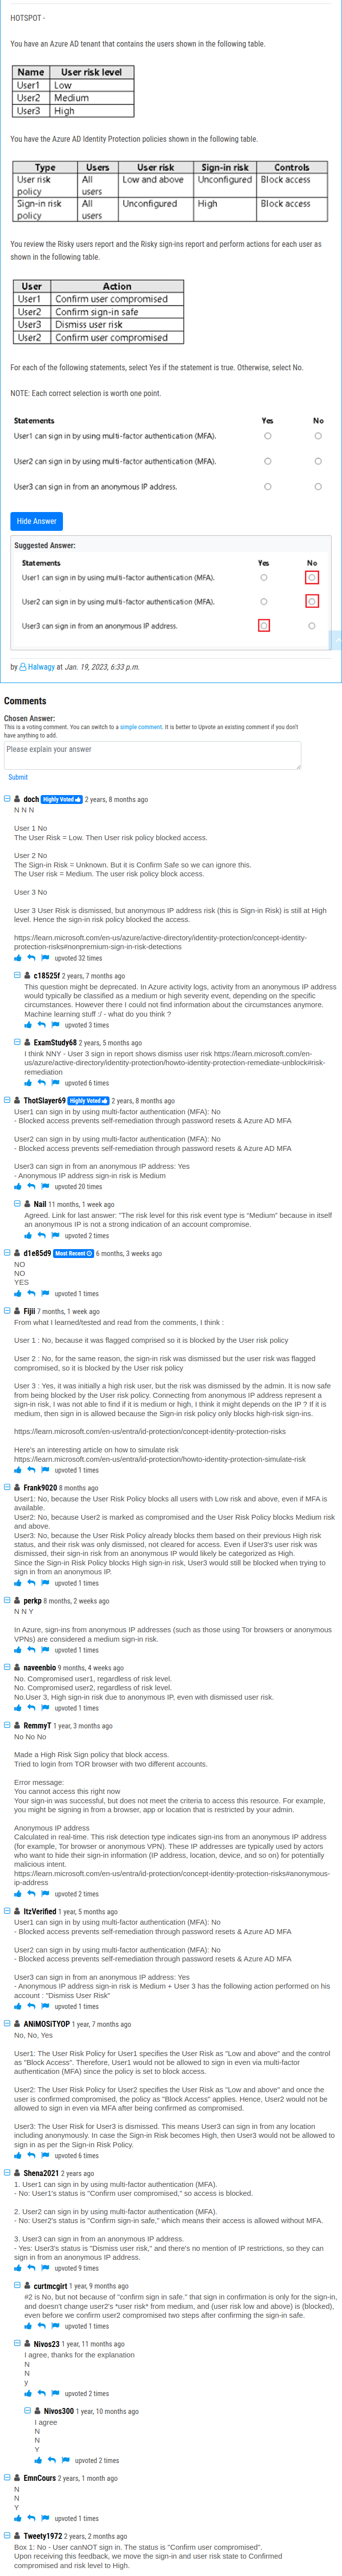 HOTSPOT -
You have an Azure AD tenant that contains the users shown in the following table.
Name User risk level
User1 Low
User2 Medium
User3 High
You have the Azure AD Identity Protection policies shown in the following table.
Type Users User risk Sign-in risk Controls
User risk policy All users Low and above Unconfigured Block access
Sign-in risk policy All users Unconfigured High Block access
You review the Risky users report and the Risky sign-ins report and perform actions for each user as
shown in the following table.
User Action
User1 Confirm user compromised
User2 Confirm sign-in safe
User3 Dismiss user risk
User2 Confirm user compromised
For each of the following statements, select Yes if the statement is true. Otherwise, select No.
NOTE: Each correct selection is worth one point.
Statements Yes No
User1 can sign in by using multi-factor authentication (MFA).
User2 can sign in by using multi-factor authentication (MFA).
User3 can sign in from an anonymous IP address.
Hide Answer
Suggested Answer:
Statements Yes No
User1 can sign in by using multi-factor authentication (MFA).
User2 can sign in by using multi-factor authentication (MFA).
User3 can sign in from an anonymous IP address.
by Halwagy at Jan. 19, 2023, 6:33 p.m.
Comments
Chosen Answer:
This is a voting comment. You can switch to a simple comment. It is better to Upvote an existing comment if you don't
have anything to add.
Please explain your answer
Submit
doch Highly Voted 2 years, 8 months ago
N N N
User 1 No
The User Risk = Low. Then User risk policy blocked access.
User 2 No
The Sign-in Risk = Unknown. But it is Confirm Safe so we can ignore this.
The User risk = Medium. The user risk policy block access.
User 3 No
User 3 User Risk is dismissed, but anonymous IP address risk (this is Sign-in Risk) is still at High
level. Hence the sign-in risk policy blocked the access.
https://learn.microsoft.com/en-us/azure/active-directory/identity-protection/concept-identity-
protection-risks#nonpremium-sign-in-risk-detections
upvoted 32 times
c18525f 2 years, 7 months ago
This question might be deprecated. In Azure activity logs, activity from an anonymous IP address
would typically be classified as a medium or high severity event, depending on the specific
circumstances. However there I could not find information about the circumstances anymore.
Machine learning stuff :/ - what do you think ?
upvoted 3 times
ExamStudy68 2 years, 5 months ago
I think NNY - User 3 sign in report shows dismiss user risk https://learn.microsoft.com/en-
us/azure/active-directory/identity-protection/howto-identity-protection-remediate-unblock#risk-
remediation
upvoted 6 times
ThotSlayer69 Highly Voted 2 years, 8 months ago
User1 can sign in by using multi-factor authentication (MFA): No
- Blocked access prevents self-remediation through password resets & Azure AD MFA
User2 can sign in by using multi-factor authentication (MFA): No
- Blocked access prevents self-remediation through password resets & Azure AD MFA
User3 can sign in from an anonymous IP address: Yes
- Anonymous IP address sign-in risk is Medium
upvoted 20 times
Nail 11 months, 1 week ago
Agreed. Link for last answer: "The risk level for this risk event type is “Medium” because in itself
an anonymous IP is not a strong indication of an account compromise.
upvoted 2 times
d1e85d9 Most Recent 6 months, 3 weeks ago
NO
NO
YES
upvoted 1 times
Fijii 7 months, 1 week ago
From what I learned/tested and read from the comments, I think :
User 1 : No, because it was flagged comprised so it is blocked by the User risk policy
User 2 : No, for the same reason, the sign-in risk was dismissed but the user risk was flagged
compromised, so it is blocked by the User risk policy
User 3 : Yes, it was initially a high risk user, but the risk was dismissed by the admin. It is now safe
from being blocked by the User risk policy. Connecting from anonymous IP address represent a
sign-in risk, I was not able to find if it is medium or high, I think it might depends on the IP ? If it is
medium, then sign in is allowed because the Sign-in risk policy only blocks high-risk sign-ins.
https://learn.microsoft.com/en-us/entra/id-protection/concept-identity-protection-risks
Here's an interesting article on how to simulate risk
https://learn.microsoft.com/en-us/entra/id-protection/howto-identity-protection-simulate-risk
upvoted 1 times
Frank9020 8 months ago
User1: No, because the User Risk Policy blocks all users with Low risk and above, even if MFA is
available.
User2: No, because User2 is marked as compromised and the User Risk Policy blocks Medium risk
and above.
User3: No, because the User Risk Policy already blocks them based on their previous High risk
status, and their risk was only dismissed, not cleared for access. Even if User3's user risk was
dismissed, their sign-in risk from an anonymous IP would likely be categorized as High.
Since the Sign-in Risk Policy blocks High sign-in risk, User3 would still be blocked when trying to
sign in from an anonymous IP.
upvoted 1 times
perkp 8 months, 2 weeks ago
N N Y
In Azure, sign-ins from anonymous IP addresses (such as those using Tor browsers or anonymous
VPNs) are considered a medium sign-in risk.
upvoted 1 times
naveenbio 9 months, 4 weeks ago
No. Compromised user1, regardless of risk level.
No. Compromised user2, regardless of risk level.
No.User 3, High sign-in risk due to anonymous IP, even with dismissed user risk.
upvoted 1 times
RemmyT 1 year, 3 months ago
No No No
Made a High Risk Sign policy that block access.
Tried to login from TOR browser with two different accounts.
Error message:
You cannot access this right now
Your sign-in was successful, but does not meet the criteria to access this resource. For example,
you might be signing in from a browser, app or location that is restricted by your admin.
Anonymous IP address
Calculated in real-time. This risk detection type indicates sign-ins from an anonymous IP address
(for example, Tor browser or anonymous VPN). These IP addresses are typically used by actors
who want to hide their sign-in information (IP address, location, device, and so on) for potentially
malicious intent.
https://learn.microsoft.com/en-us/entra/id-protection/concept-identity-protection-risks#anonymous-
ip-address
upvoted 2 times
ItzVerified 1 year, 5 months ago
User1 can sign in by using multi-factor authentication (MFA): No
- Blocked access prevents self-remediation through password resets & Azure AD MFA
User2 can sign in by using multi-factor authentication (MFA): No
- Blocked access prevents self-remediation through password resets & Azure AD MFA
User3 can sign in from an anonymous IP address: Yes
- Anonymous IP address sign-in risk is Medium + User 3 has the following action performed on his
account : "Dismiss User Risk"
upvoted 1 times
ANiMOSiTYOP 1 year, 7 months ago
No, No, Yes
User1: The User Risk Policy for User1 specifies the User Risk as "Low and above" and the control
as "Block Access". Therefore, User1 would not be allowed to sign in even via multi-factor
authentication (MFA) since the policy is set to block access.
User2: The User Risk Policy for User2 specifies the User Risk as "Low and above" and once the
user is confirmed compromised, the policy as "Block Access" applies. Hence, User2 would not be
allowed to sign in even via MFA after being confirmed as compromised.
User3: The User Risk for User3 is dismissed. This means User3 can sign in from any location
including anonymously. In case the Sign-in Risk becomes High, then User3 would not be allowed to
sign in as per the Sign-in Risk Policy.
upvoted 6 times
Shena2021 2 years ago
1. User1 can sign in by using multi-factor authentication (MFA).
- No: User1's status is "Confirm user compromised," so access is blocked.
2. User2 can sign in by using multi-factor authentication (MFA).
- No: User2's status is "Confirm sign-in safe," which means their access is allowed without MFA.
3. User3 can sign in from an anonymous IP address.
- Yes: User3's status is "Dismiss user risk," and there's no mention of IP restrictions, so they can
sign in from an anonymous IP address.
upvoted 9 times
curtmcgirt 1 year, 9 months ago
#2 is No, but not because of "confirm sign in safe." that sign in confirmation is only for the sign-in,
and doesn't change user2's *user risk* from medium, and (user risk low and above) is (blocked),
even before we confirm user2 compromised two steps after confirming the sign-in safe.
upvoted 1 times
Nivos23 1 year, 11 months ago
I agree, thanks for the explanation
N
N
y
upvoted 2 times
Nivos300 1 year, 10 months ago
I agree
N
N
Y
upvoted 2 times
EmnCours 2 years, 1 month ago
N
N
Y
upvoted 1 times
Tweety1972 2 years, 2 months ago
Box 1: No - User canNOT sign in. The status is "Confirm user compromised".
Upon receiving this feedback, we move the sign-in and user risk state to Confirmed
compromised and risk level to High.